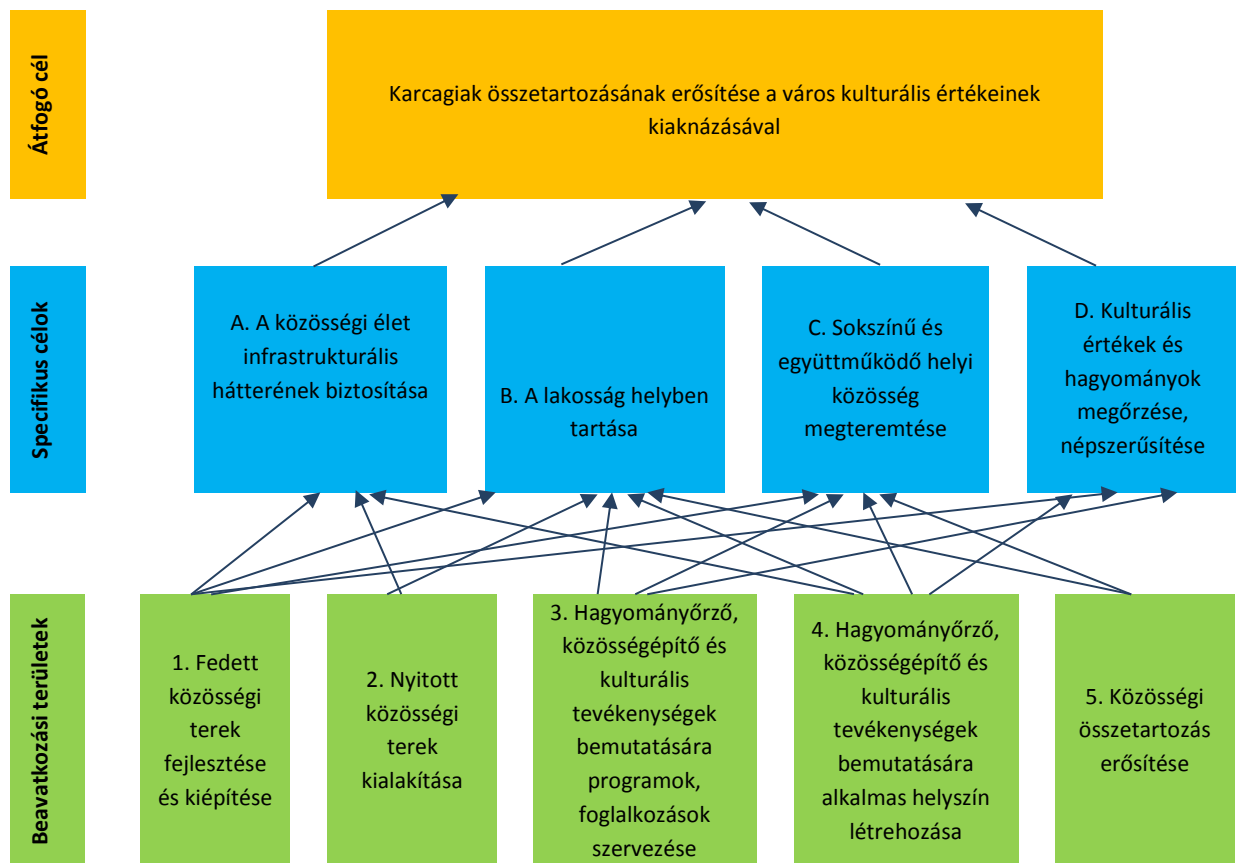 Átfogó cél
Karcagiak összetartozásának erősítése a város kulturális értékeinek
kiaknázásával
Specifikus célok
A. A közösségi élet
infrastrukturális
hátterének biztosítása
B. A lakosság helyben
tartása
C. Sokszínű és
együttműködő helyi
közösség
megteremtése
D. Kulturális
értékek és
hagyományok
megőrzése,
népszerűsítése
Beavatkozási területek
1. Fedett
közösségi
terek
fejlesztése
és kiépítése
2. Nyitott
közösségi
terek
kialakítása
3. Hagyományőrző,
közösségépítő és
kulturális
tevékenységek
bemutatására
programok,
foglalkozások
szervezése
4. Hagyományőrző,
közösségépítő és
kulturális
tevékenységek
bemutatására
alkalmas helyszín
létrehozása
5. Közösségi
összetartozás
erősítése